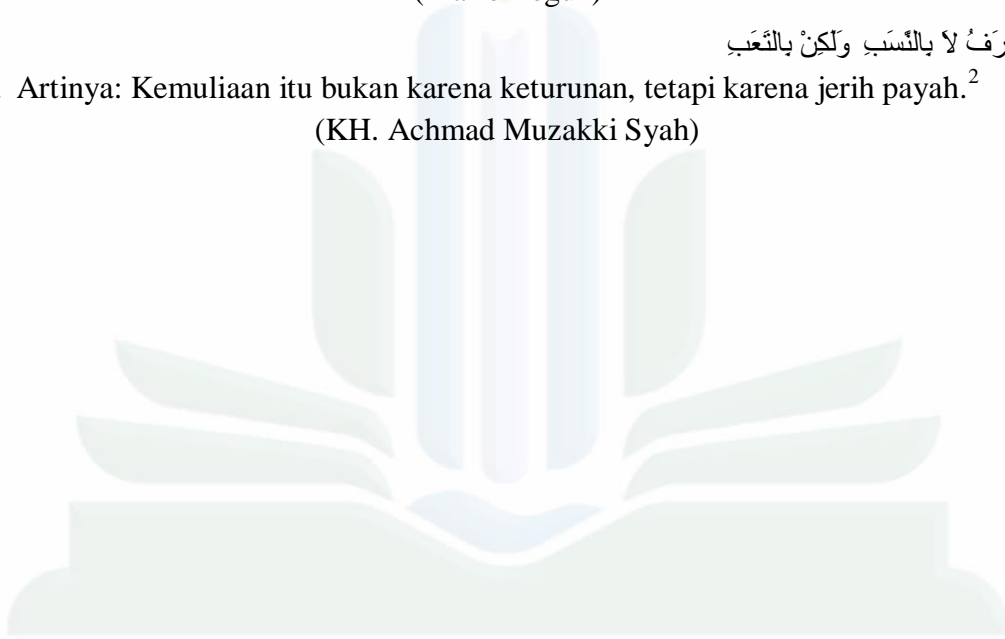 لاَ بِالنَّسَبِ وَلَكِنْ بِالتَعَبِ
Artinya: Kemuliaan itu bukan karena keturunan, tetapi karena jerih payah.2
(KH. Achmad Muzakki Syah)